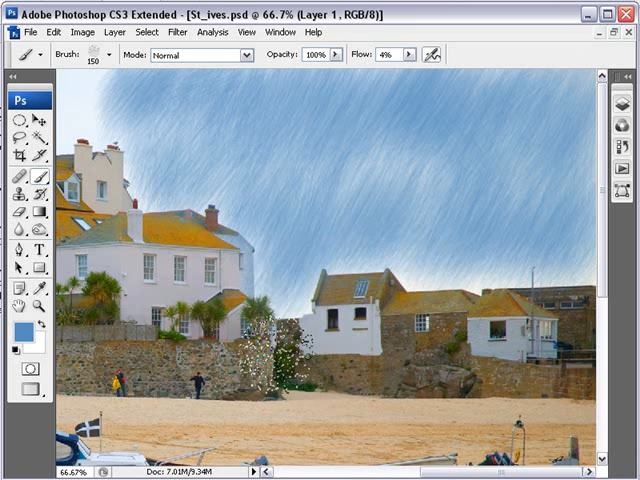 Ps Adobe Photoshop CS3 Extended - [St_ives.psd @ 66.7% (Layer 1, RGB/8)]
Ps File Edit Image Layer Select Filter Analysis View Window Help
Brush: 150 Mode: Normal Opacity: 100% Flow: 4%
Ps
T
66.67% Doc: 7.01M/9.34M